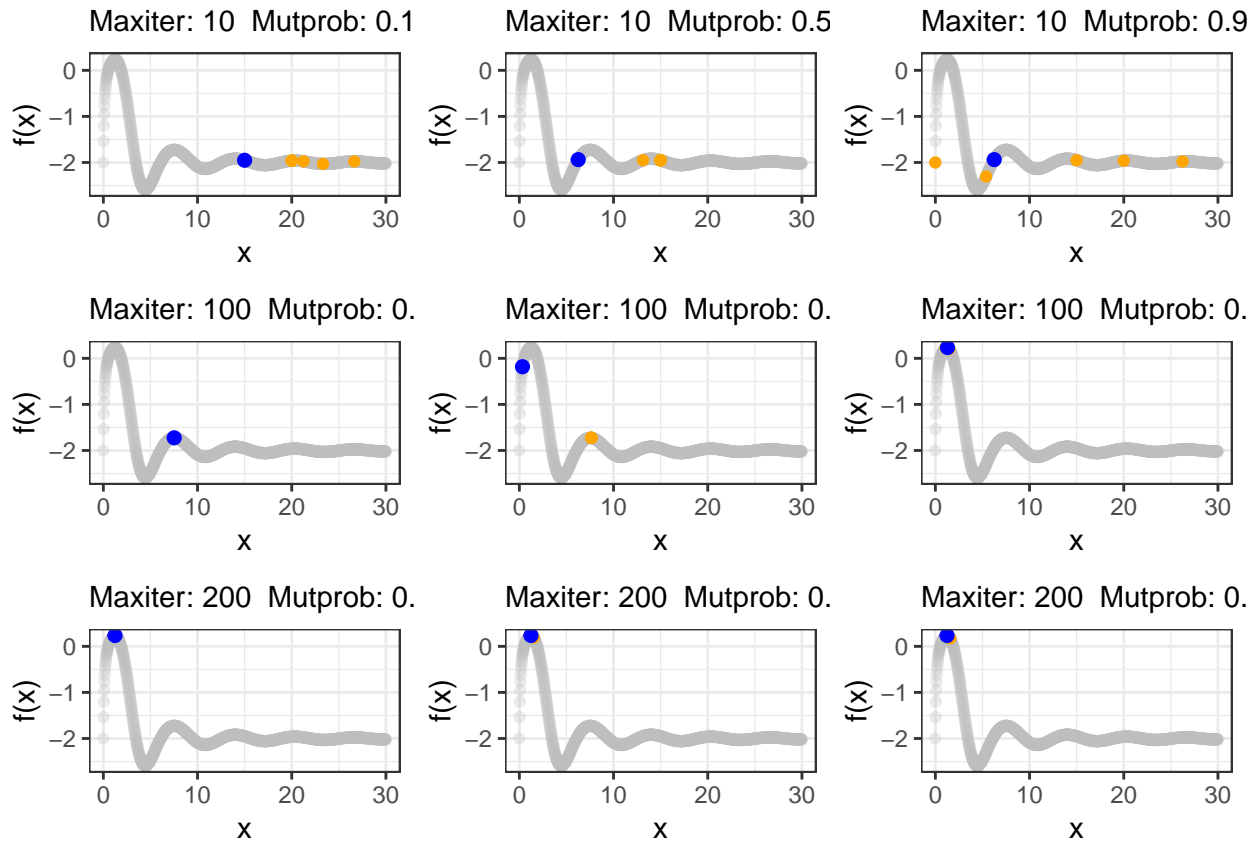 Maxiter: 10 Mutprob: 0.1
0
−1
−2
f(x)
0 10 20 30
x
Maxiter: 10 Mutprob: 0.5
0
−1
−2
f(x)
0 10 20 30
x
Maxiter: 10 Mutprob: 0.9
0
−1
−2
f(x)
0 10 20 30
x
Maxiter: 100 Mutprob: 0.
0
−1
−2
f(x)
0 10 20 30
x
Maxiter: 100 Mutprob: 0.
0
−1
−2
f(x)
0 10 20 30
x
Maxiter: 100 Mutprob: 0.
0
−1
−2
f(x)
0 10 20 30
x
Maxiter: 200 Mutprob: 0.
0
−1
−2
f(x)
0 10 20 30
x
Maxiter: 200 Mutprob: 0.
0
−1
−2
f(x)
0 10 20 30
x
Maxiter: 200 Mutprob: 0.
0
−1
−2
f(x)
0 10 20 30
x